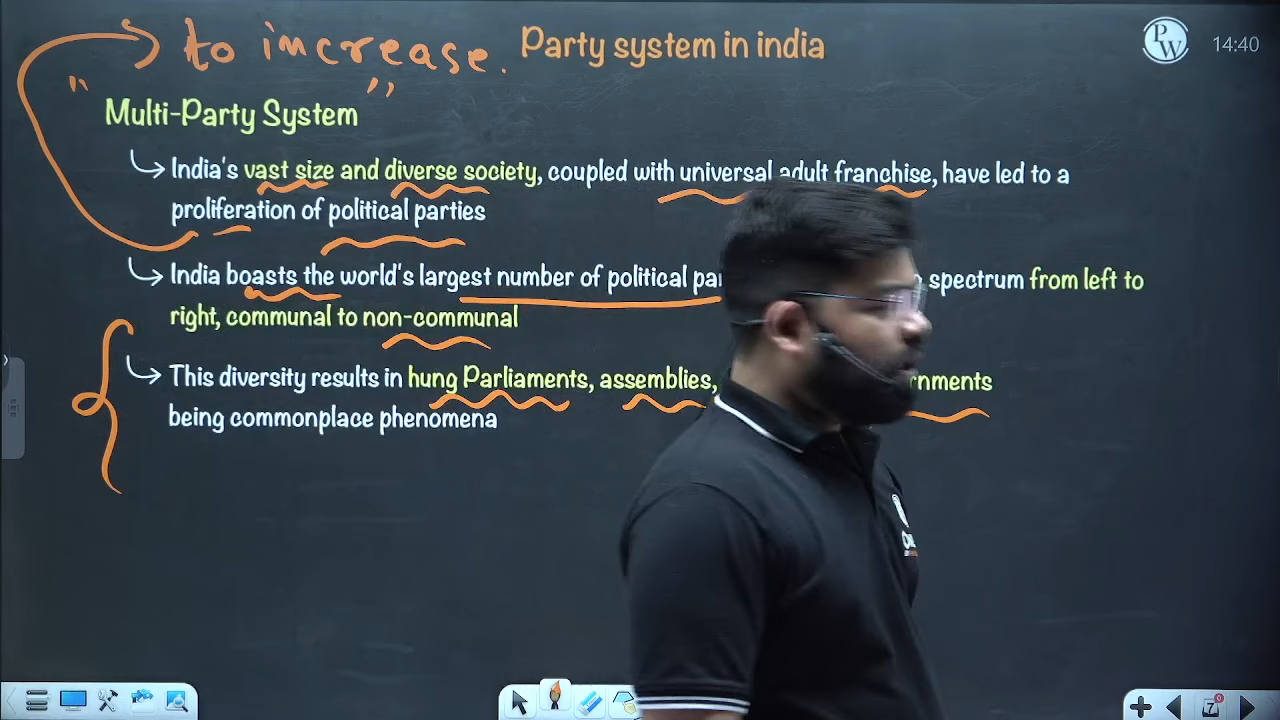 to increase. Party system in india
PW 14:40
" "
Multi-Party System
India's vast size and diverse society, coupled with universal adult franchise, have led to a
proliferation of political parties
India boasts the world's largest number of political spectrum from left to
right, communal to non-communal
This diversity results in hung Parliaments, assemblies,
being commonplace phenomena